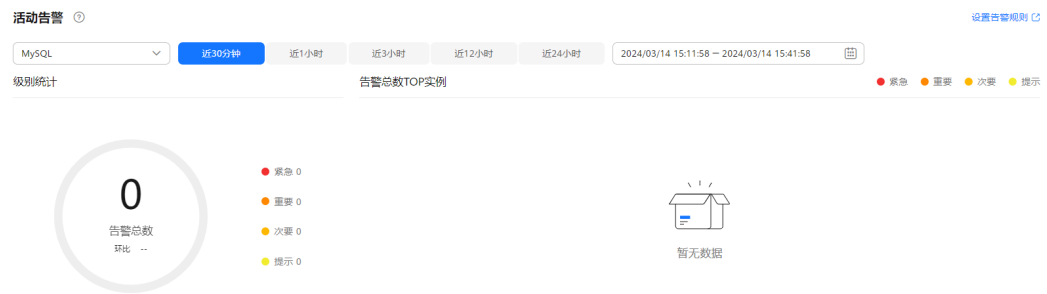 活动告警
设置告警规则
MySQL 近30分钟 近1小时 近3小时 近12小时 近24小时 2024/03/14 15:11:58 – 2024/03/14 15:41:58
级别统计
告警总数TOP实例
紧急 重要 次要 提示
0
告警总数
环比 --
紧急 0
重要 0
次要 0
提示 0
暂无数据